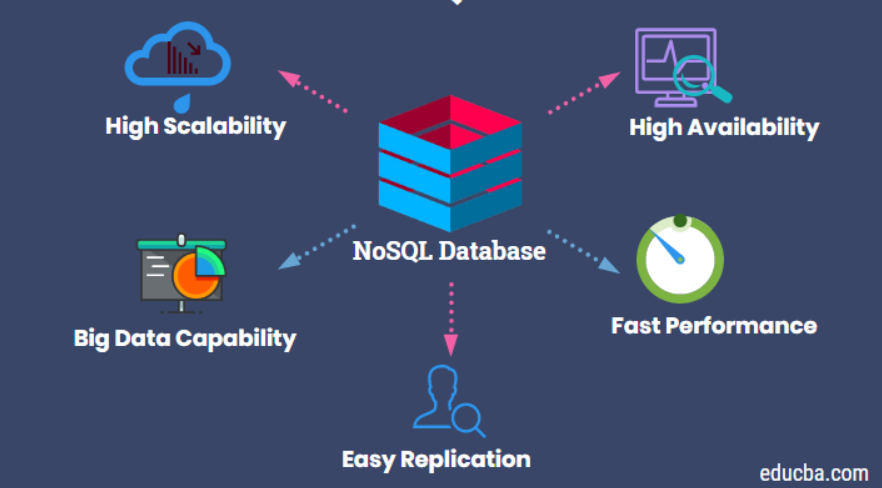 High Scalability
High Availability
NoSQL Database
Big Data Capability
Fast Performance
Easy Replication
educba.com